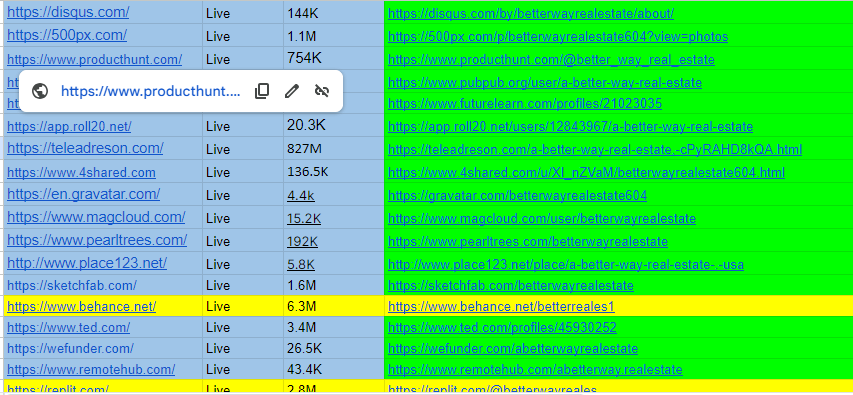 https://disqus.com/ Live 144K https://disqus.com/by/betterwayrealestate/about/
https://500px.com/ Live 1.1M https://500px.com/p/betterwayrealestate604?view=photos
https://www.producthunt.com/ Live 754K https://www.producthunt.com/@better_way_real_estate
https://www.producthunt.... https://www.pubpub.org/user/a-better-way-real-estate
https://www.futurelearn.com/profiles/21023035
https://app.roll20.net/ Live 20.3K https://app.roll20.net/users/12843967/a-better-way-real-estate
https://teleadreson.com/ Live 827M https://teleadreson.com/a-better-way-real-estate,-cPyRAHD8kQA.html
https://www.4shared.com Live 136.5K https://www.4shared.com/u/XI_nZVaM/betterwayrealestate604.html
https://en.gravatar.com/ Live 4.4k https://gravatar.com/betterwayrealestate604
https://www.magcloud.com/ Live 15.2K https://www.magcloud.com/user/betterwayrealestate
https://www.pearltrees.com/ Live 192K https://www.pearltrees.com/betterwayrealestate
http://www.place123.net/ Live 5.8K http://www.place123.net/place/a-better-way-real-estate-.-usa
https://sketchfab.com/ Live 1.6M https://sketchfab.com/betterwayrealestate
https://www.behance.net/ Live 6.3M https://www.behance.net/betterreales1
https://www.ted.com/ Live 3.4M https://www.ted.com/profiles/45930252
https://wefunder.com/ Live 26.5K https://wefunder.com/abetterwayrealestate
https://www.remotehub.com/ Live 43.4K https://www.remotehub.com/abetterway.realestate
https://replit.com/ Live 2.8M https://replit.com/@betterwayreales